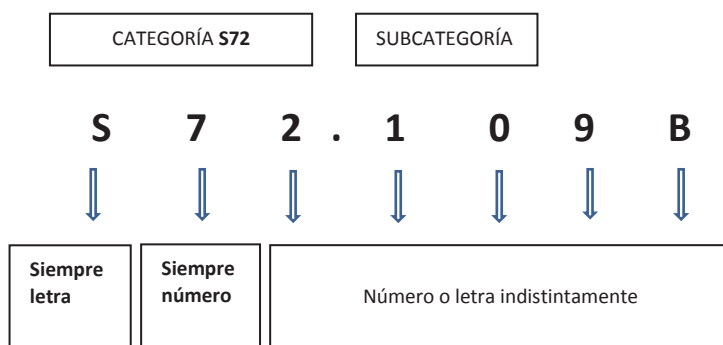 CATEGORÍA S72
SUBCATEGORÍA
S 7 2 . 1 0 9 B
Siempre
letra
Siempre
número
Número o letra indistintamente